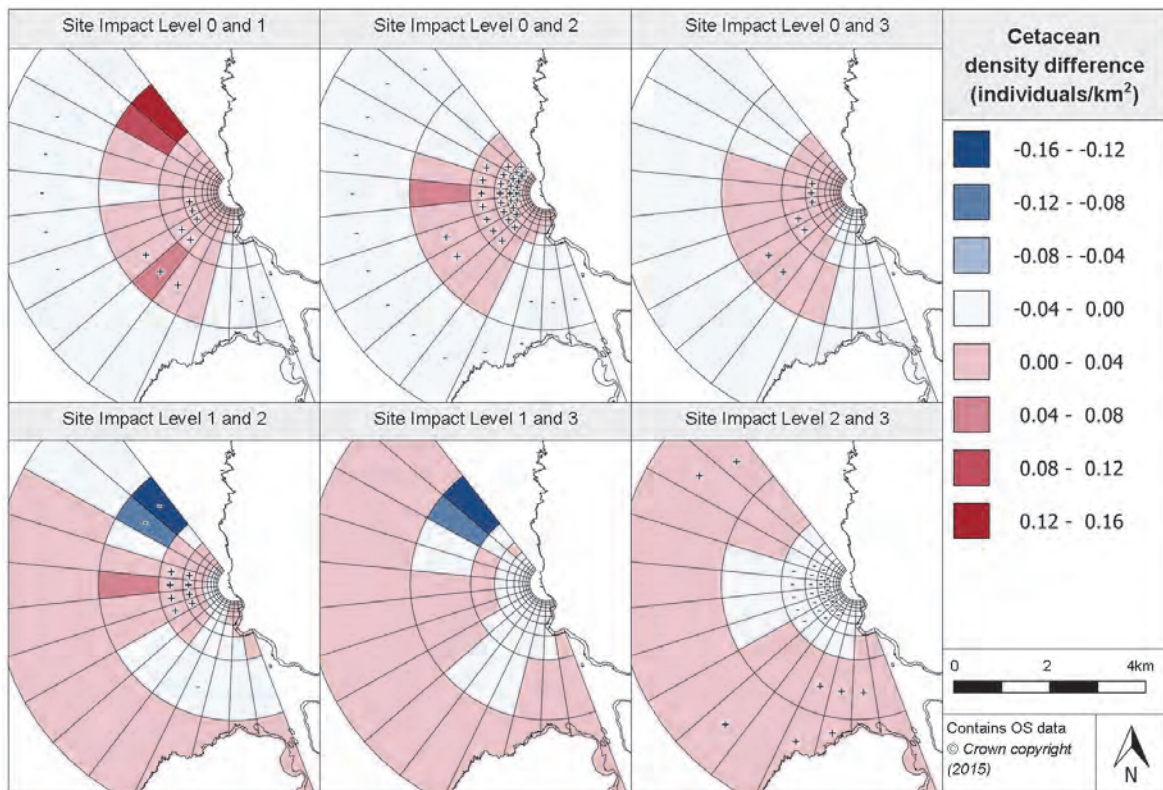 Site Impact Level 0 and 1
Site Impact Level 0 and 2
Site Impact Level 0 and 3
Site Impact Level 1 and 2
Site Impact Level 1 and 3
Site Impact Level 2 and 3
Cetacean
density difference
(individuals/km²)
-0.16 - -0.12
-0.12 - -0.08
-0.08 - -0.04
-0.04 - 0.00
0.00 - 0.04
0.04 - 0.08
0.08 - 0.12
0.12 - 0.16
0 2 4km
Contains OS data
© Crown copyright
(2015)
N